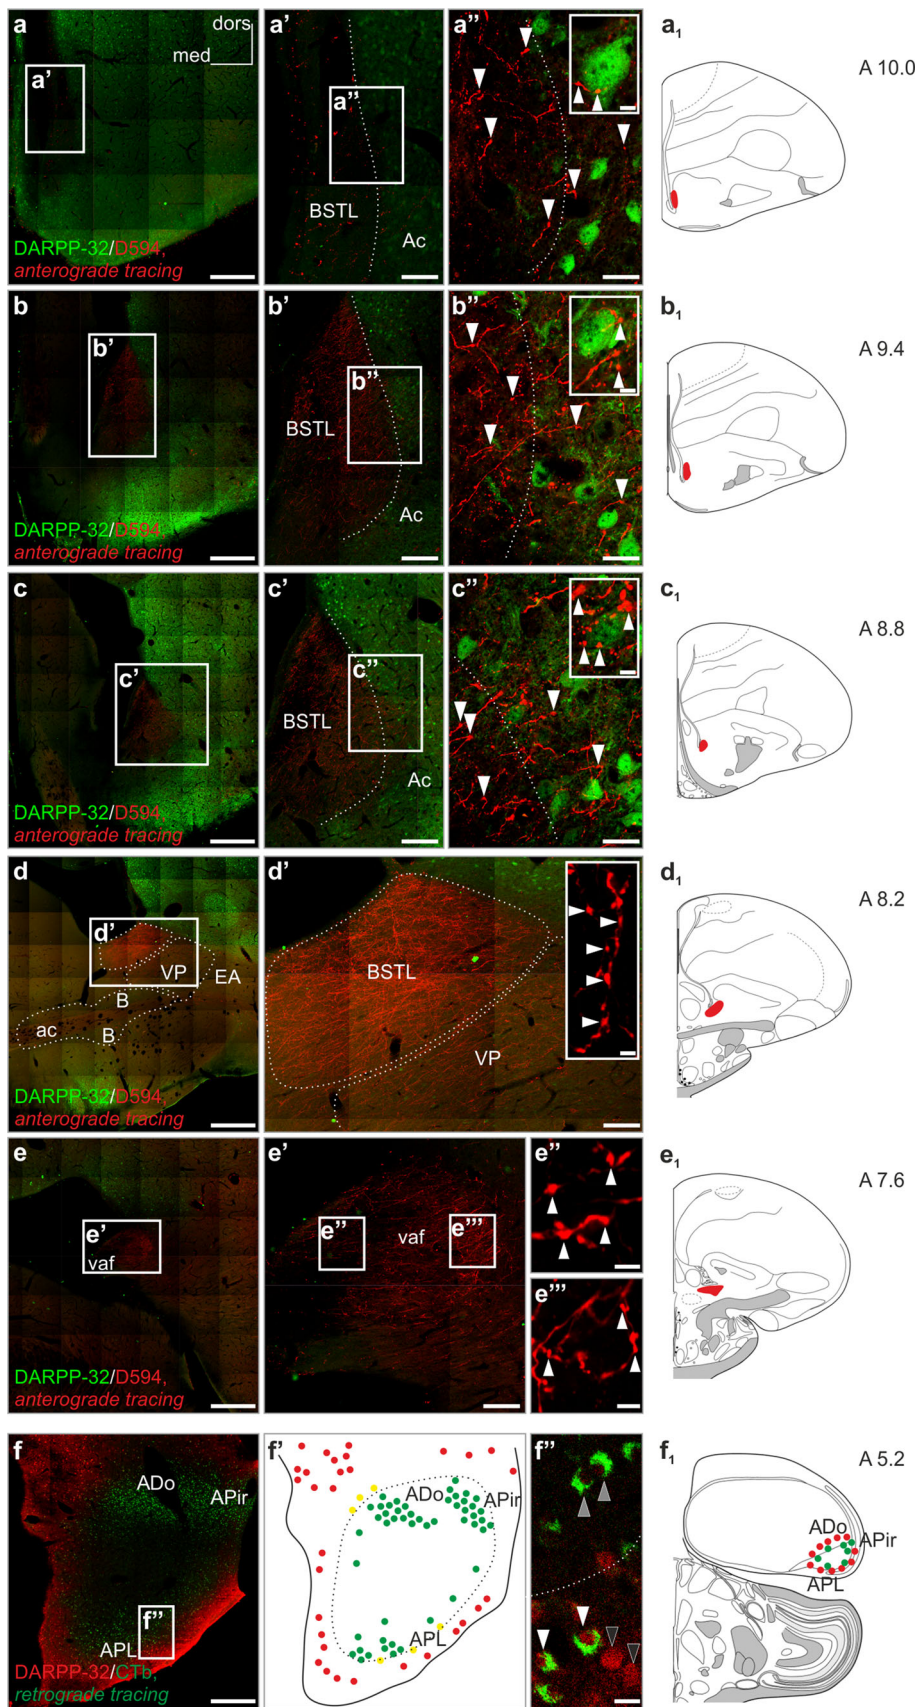 a
dors
med
a’
DARPP-32/D594,
anterograde tracing
a’
a’’
BSTL
Ac
a’’
a1
A 10.0
b
b’
DARPP-32/D594
anterograde tracing
b’
b’’
BSTL
Ac
b’’
b1
A 9.4
c
c’
DARPP-32/D594
anterograde tracing
c’
c’’
BSTL
Ac
c’’
c1
A 8.8
d
d’
VP
EA
B
ac
B
DARPP-32/D594,
anterograde tracing
d’
BSTL
VP
d1
A 8.2
e
e’
vaf
DARPP-32/D594,
anterograde tracing
e’
e’’
vaf
e’’’
e’’
e’’’
e1
A 7.6
f
ADo
APir
f’’
APL
DARPP-32/CTb,
retrograde tracing
f’
ADo
APir
APL
f’’
f1
A 5.2
ADo
APir
APL